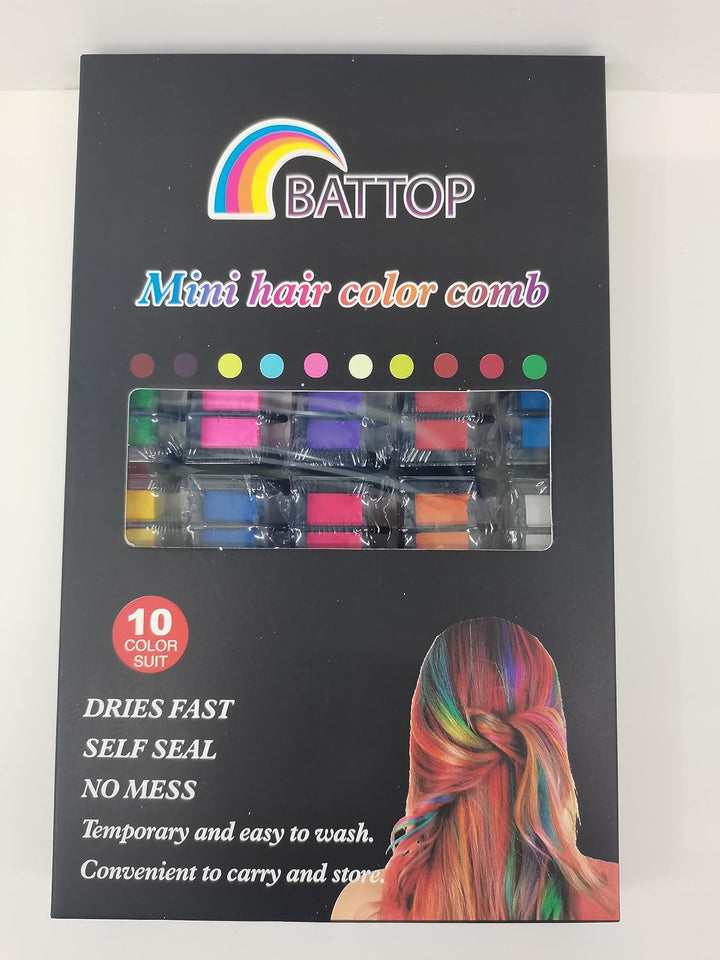 BATTOP
Mini hair color comb
10
COLOR
SUIT
DRIES FAST
SELF SEAL
NO MESS
Temporary and easy to wash.
Convenient to carry and store.